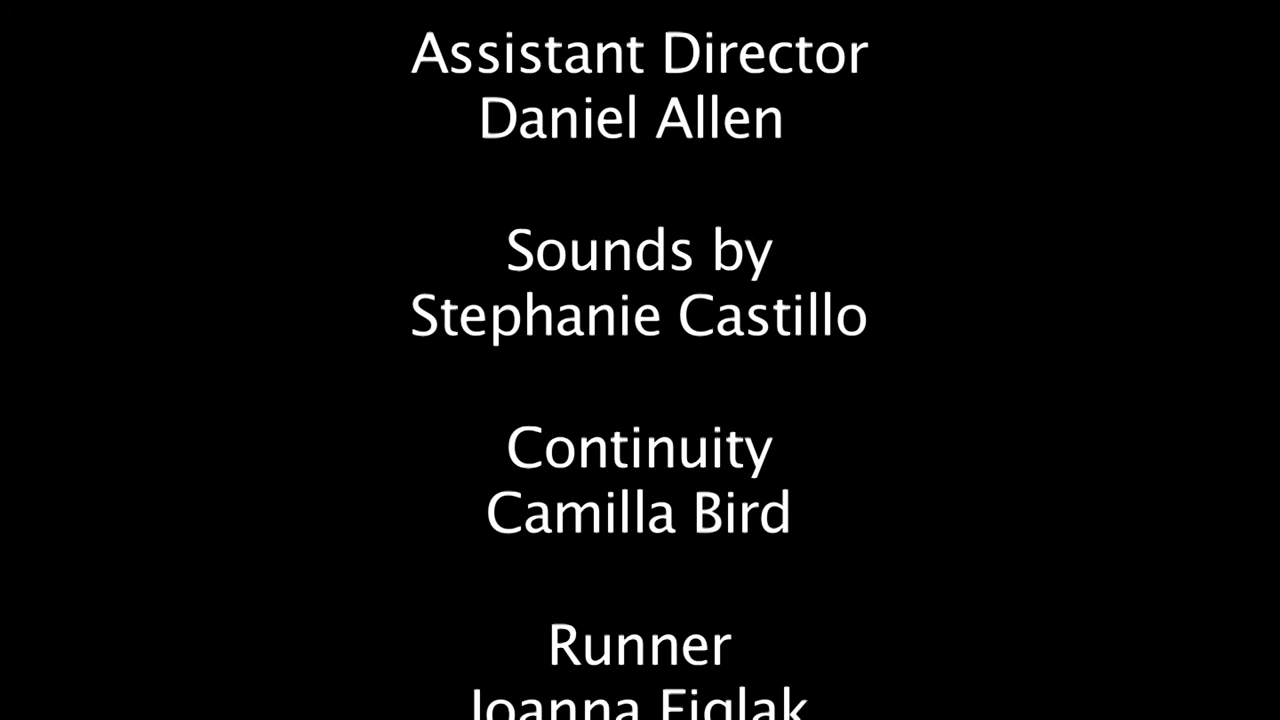 Assistant Director
Daniel Allen
Sounds by
Stephanie Castillo
Continuity
Camilla Bird
Runner
Joanna Figlak